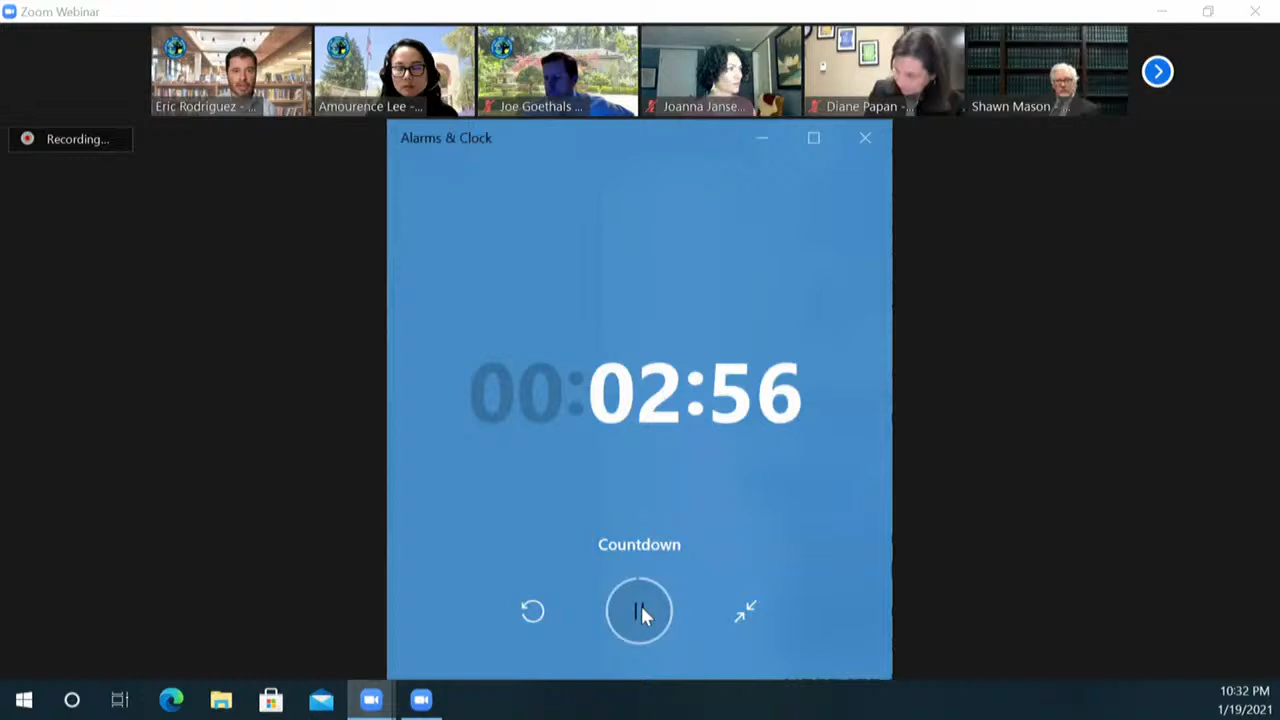 Zoom Webinar
Eric Rodriguez - ...
Amourence Lee -...
Joe Goethals ...
Joanna Janse...
Diane Papan -...
Shawn Mason - ...
Recording...
Alarms & Clock
00:02:56
Countdown
10:32 PM
1/19/2021